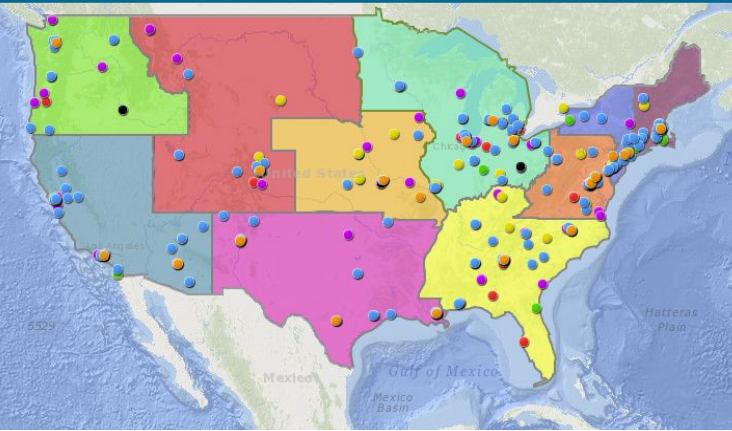 Chicago
United States
Los Angeles
5529
Hatteras
Plain
Gulf of Mexico
Mexico
Mexico
Basin